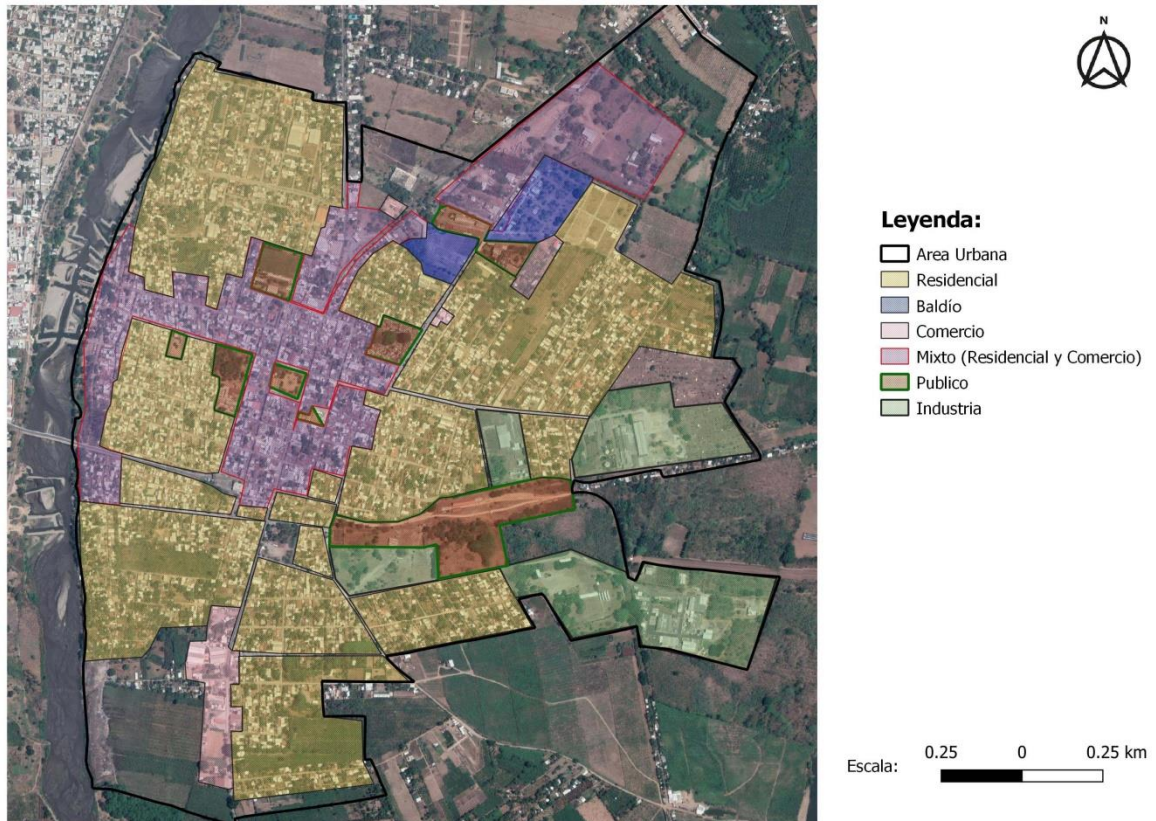 N
Leyenda:
Area Urbana
Residencial
Baldío
Comercio
Mixto (Residencial y Comercio)
Publico
Industria
Escala:
0.25 0 0.25 km